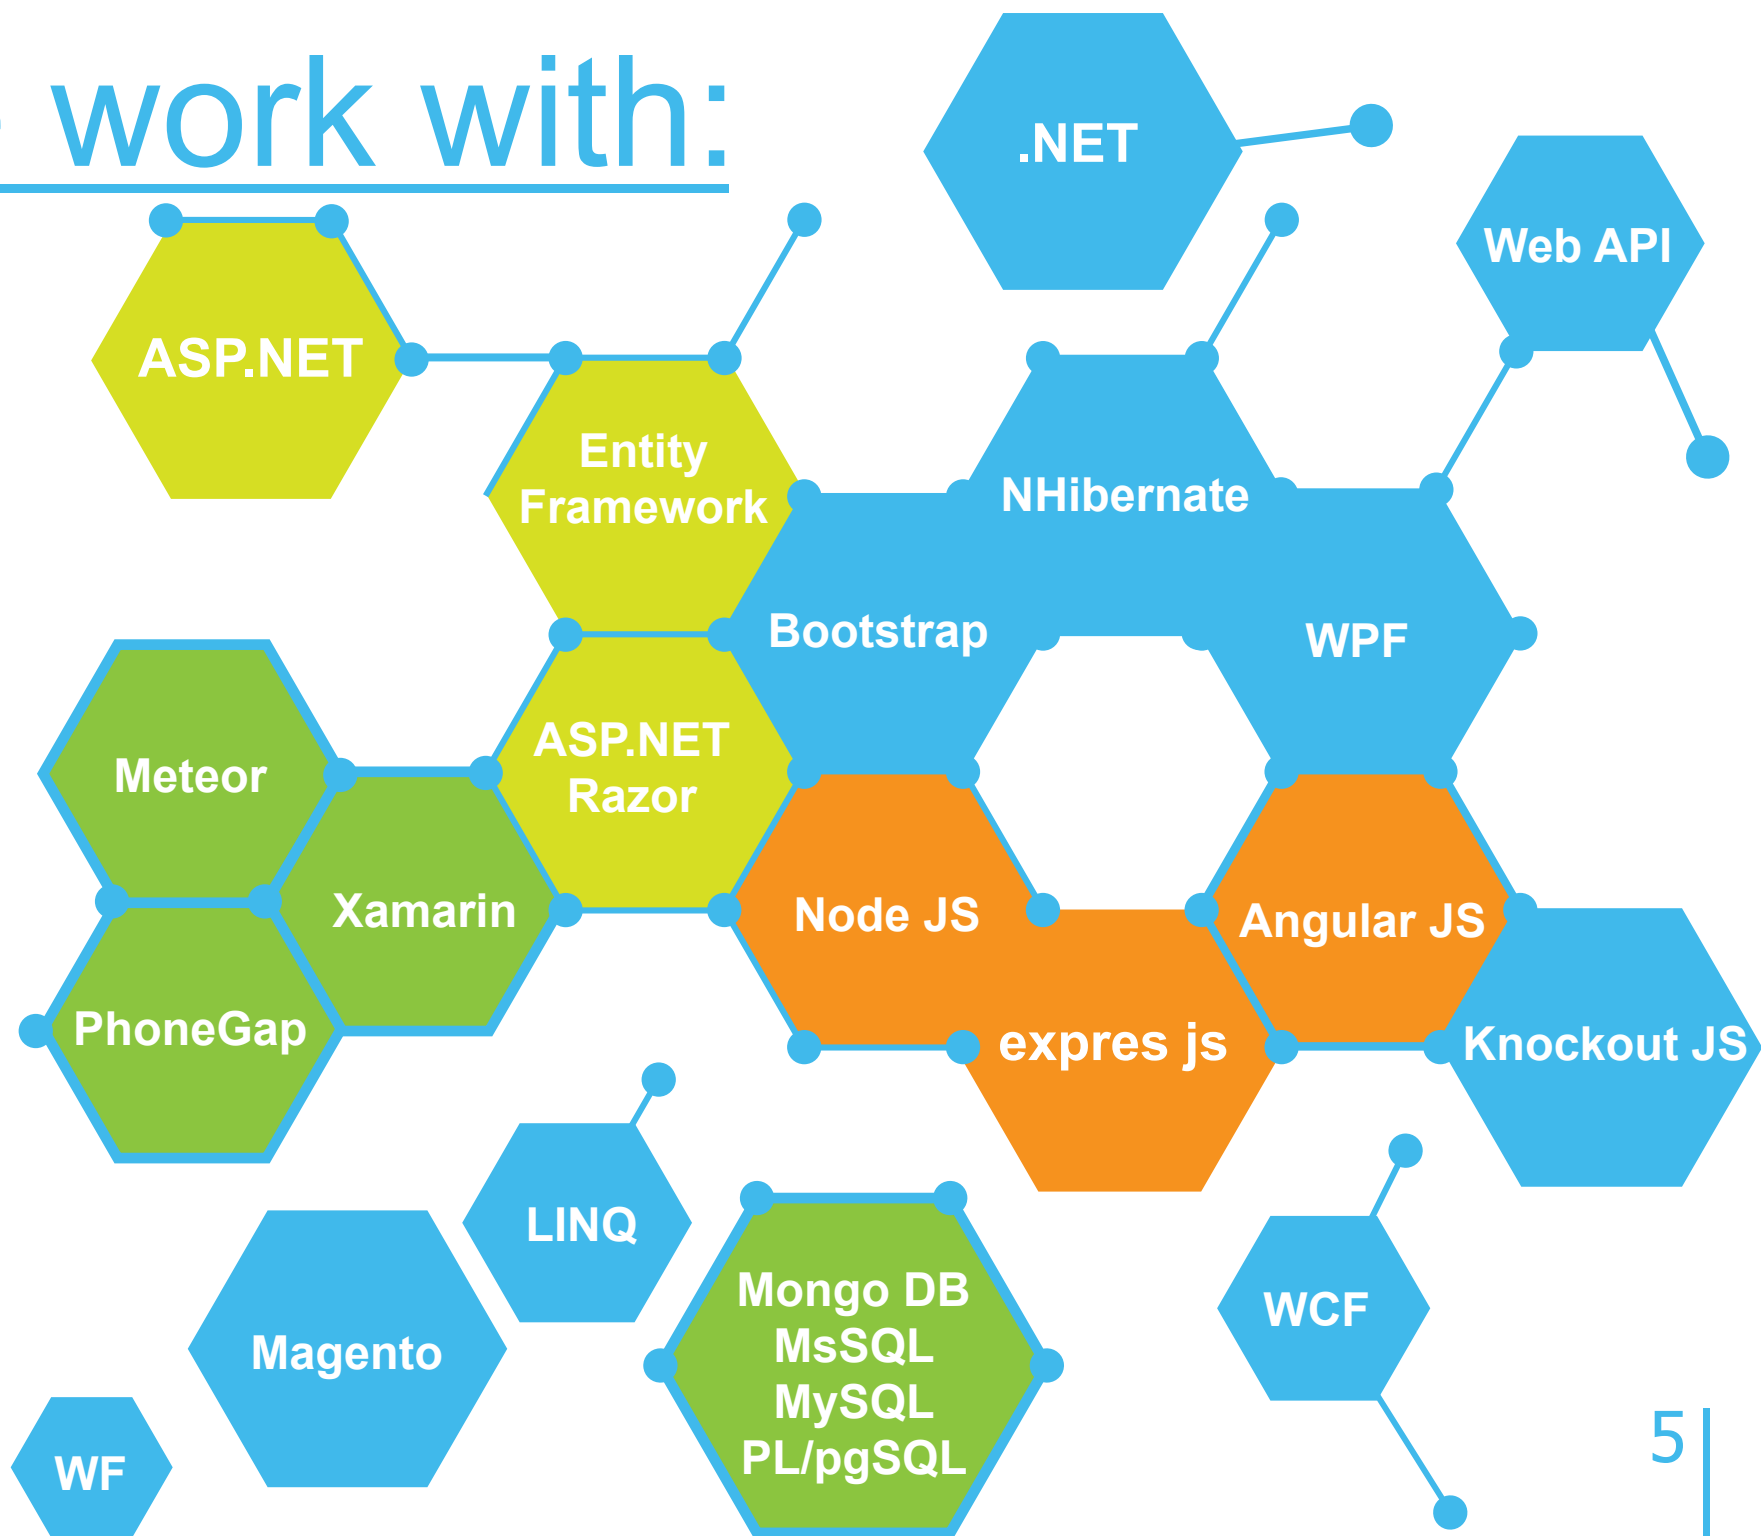 work with:
.NET
Web API
ASP.NET
Entity
Framework
NHibernate
Bootstrap
WPF
ASP.NET
Razor
Meteor
Xamarin
Node JS
Angular JS
PhoneGap
expres js
Knockout JS
LINQ
Mongo DB
MsSQL
MySQL
PL/pgSQL
WCF
Magento
WF
5